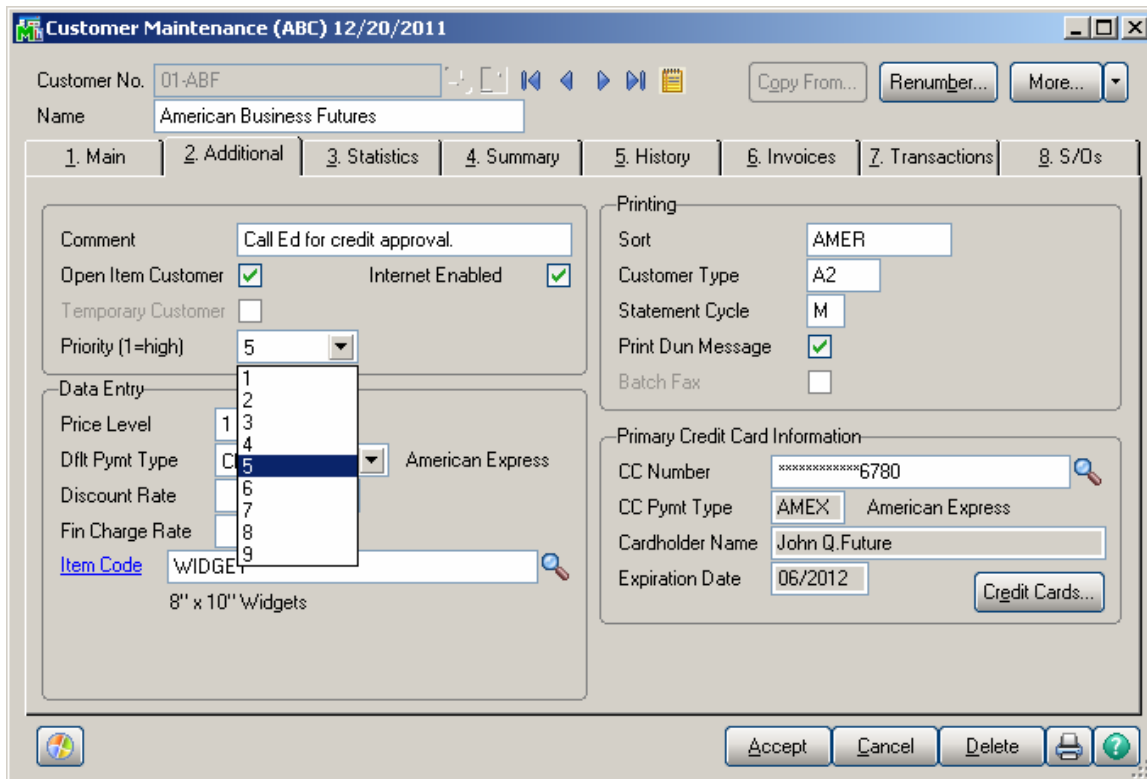 Customer Maintenance (ABC) 12/20/2011
Customer No. 01-ABF Copy From... Renumber... More...
Name American Business Futures
1. Main 2. Additional 3. Statistics 4. Summary 5. History 6. Invoices 7. Transactions 8. S/Os
Comment Call Ed for credit approval.
Open Item Customer Internet Enabled
Temporary Customer
Priority (1=high) 5
1
2
3
4
5
6
7
8
9
Data Entry
Price Level 1
Dflt Pymt Type American Express
Discount Rate
Fin Charge Rate
Item Code WIDGET
8" x 10" Widgets
Printing
Sort AMER
Customer Type A2
Statement Cycle M
Print Dun Message
Batch Fax
Primary Credit Card Information
CC Number ************6780
CC Pymt Type AMEX American Express
Cardholder Name John Q.Future
Expiration Date 06/2012
Credit Cards...
Accept Cancel Delete